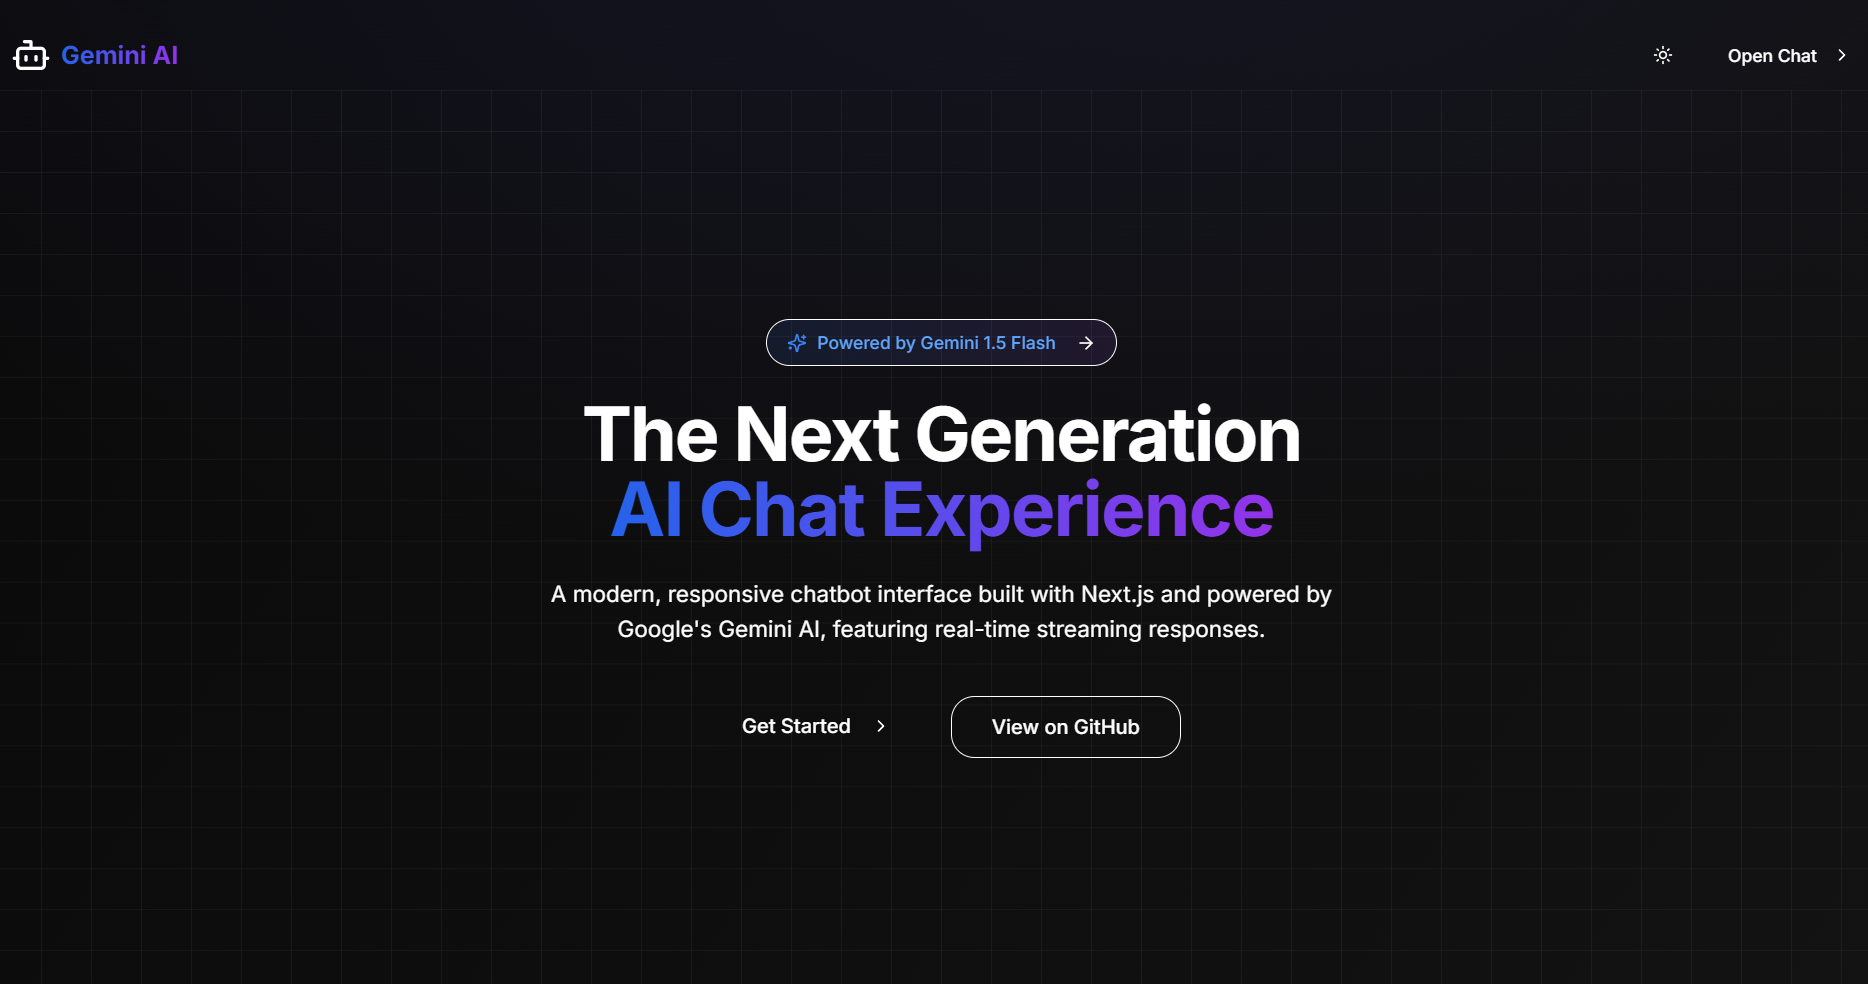 Gemini AI
Open Chat
Powered by Gemini 1.5 Flash
The Next Generation
AI Chat Experience
A modern, responsive chatbot interface built with Next.js and powered by
Google's Gemini AI, featuring real-time streaming responses.
Get Started
View on GitHub